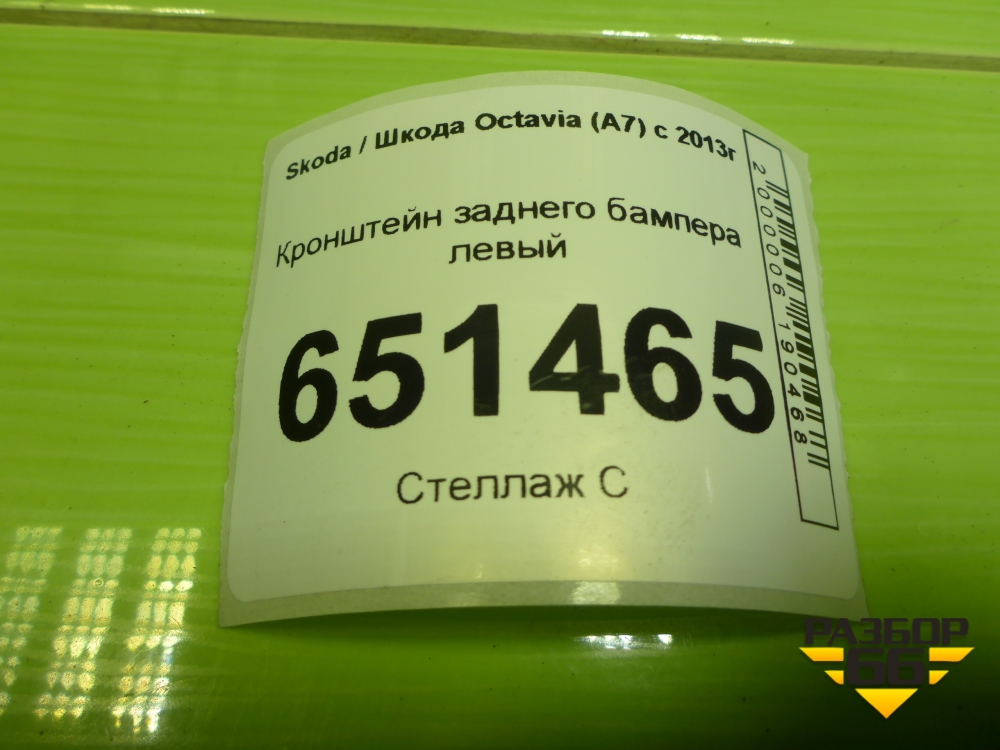 Skoda / Шкода Octavia (A7) с 2013г
Кронштейн заднего бампера
левый
651465
Стеллаж С
2000006190468
РАЗБОР
66